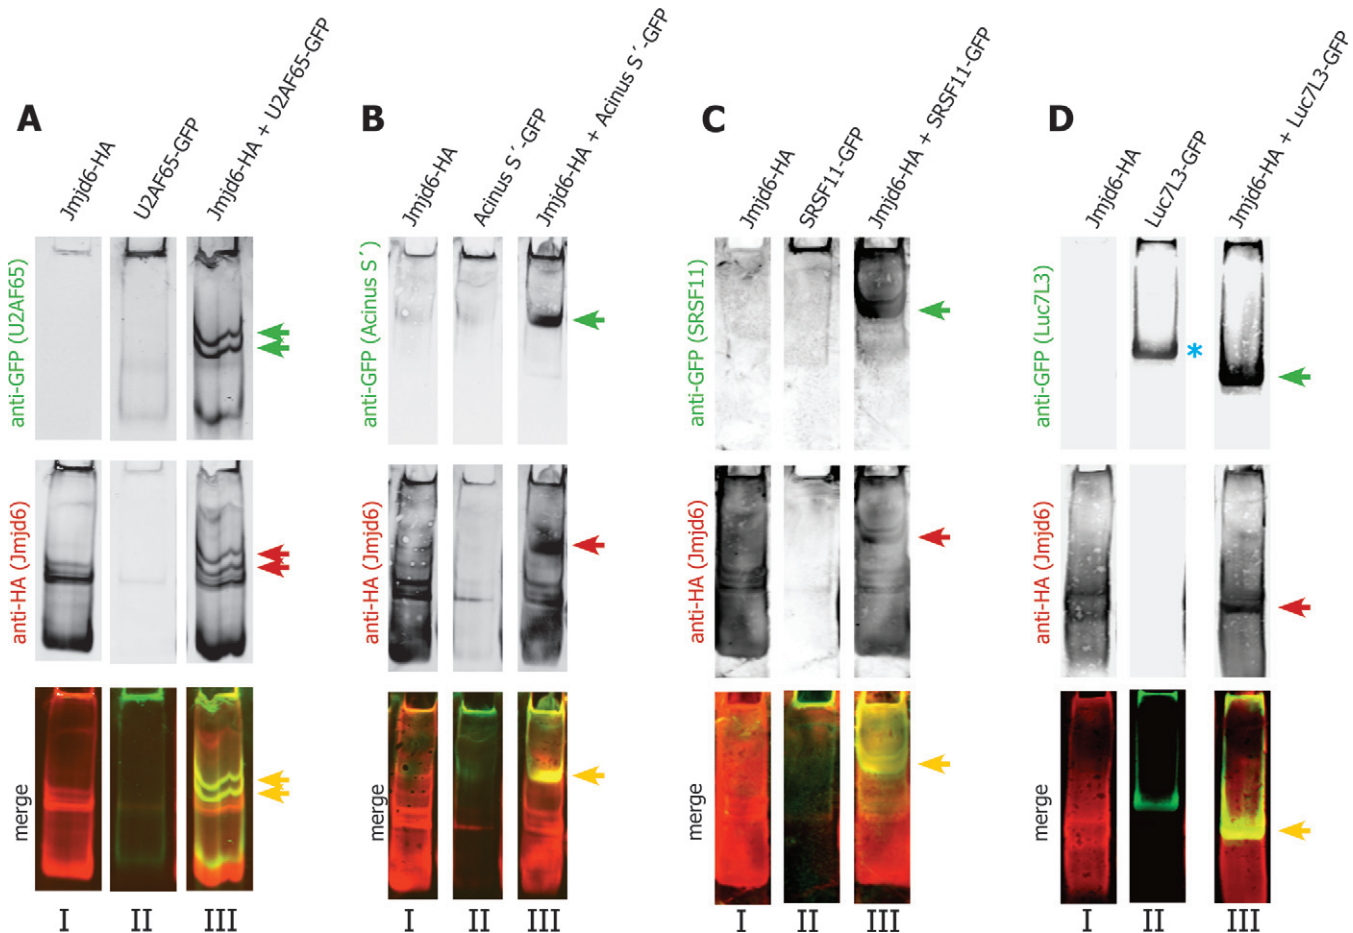 A
Jmjd6-HA
U2AF65-GFP
Jmjd6-HA + U2AF65-GFP
anti-GFP (U2AF65)
anti-HA (Jmjd6)
merge
I
II
III
B
Jmjd6-HA
Acinus S´-GFP
Jmjd6-HA + Acinus S´-GFP
anti-GFP (Acinus S´)
anti-HA (Jmjd6)
merge
I
II
III
C
Jmjd6-HA
SRSF11-GFP
Jmjd6-HA + SRSF11-GFP
anti-GFP (SRSF11)
anti-HA (Jmjd6)
merge
I
II
III
D
Jmjd6-HA
Luc7L3-GFP
Jmjd6-HA + Luc7L3-GFP
anti-GFP (Luc7L3)
*
anti-HA (Jmjd6)
merge
I
II
III